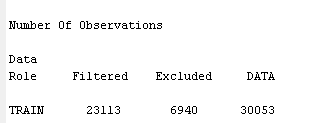 Number Of Observations
Data
Role Filtered Excluded DATA
TRAIN 23113 6940 30053